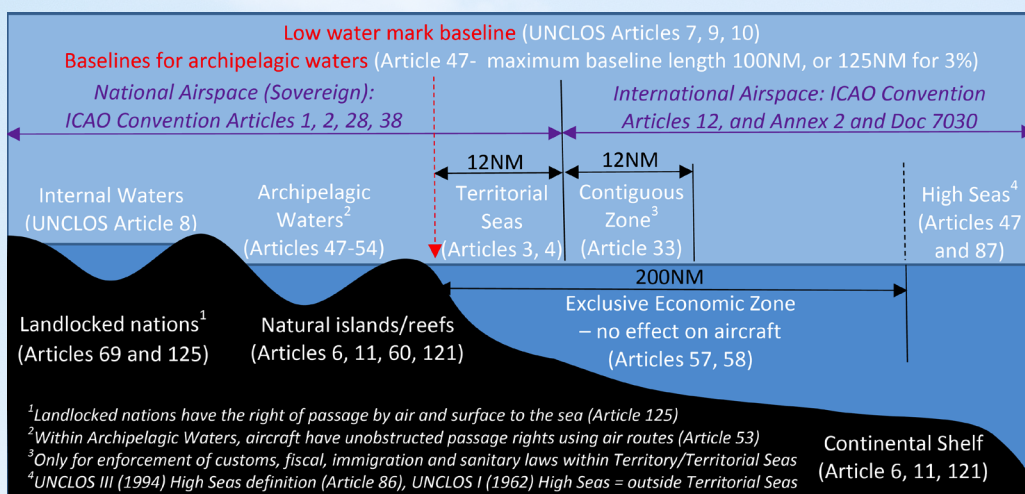 Low water mark baseline (UNCLOS Articles 7, 9, 10)
Baselines for archipelagic waters (Article 47- maximum baseline length 100NM, or 125NM for 3%)
National Airspace (Sovereign):
ICAO Convention Articles 1, 2, 28, 38
International Airspace: ICAO Convention
Articles 12, and Annex 2 and Doc 7030
12NM
12NM
Internal Waters
(UNCLOS Article 8)
Archipelagic
Waters2
(Articles 47-54)
Territorial
Seas
(Articles 3, 4)
Contiguous
Zone3
(Article 33)
High Seas4
(Articles 47
and 87)
200NM
Exclusive Economic Zone
– no effect on aircraft
(Articles 57, 58)
Landlocked nations1
(Articles 69 and 125)
Natural islands/reefs
(Articles 6, 11, 60, 121)
1Landlocked nations have the right of passage by air and surface to the sea (Article 125)
2Within Archipelagic Waters, aircraft have unobstructed passage rights using air routes (Article 53)
3Only for enforcement of customs, fiscal, immigration and sanitary laws within Territory/Territorial Seas
4UNCLOS III (1994) High Seas definition (Article 86), UNCLOS I (1962) High Seas = outside Territorial Seas
Continental Shelf
(Article 6, 11, 121)